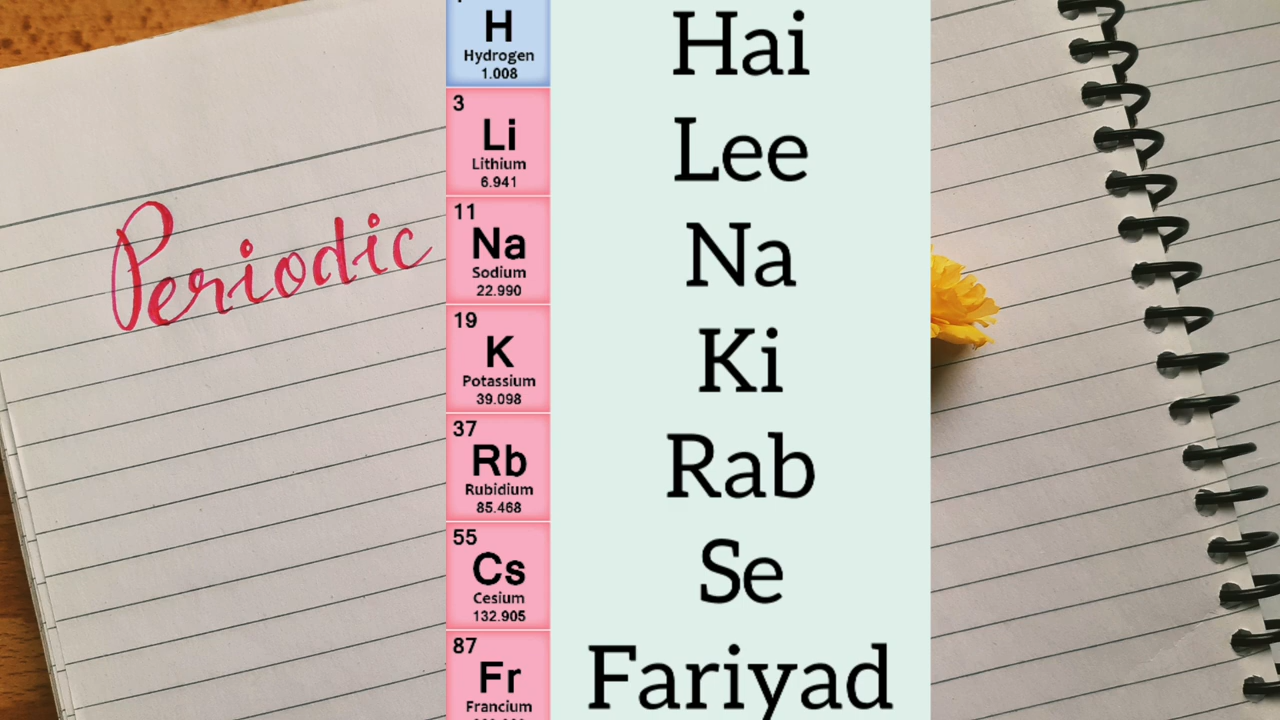 Periodic
H
Hydrogen
1.008
Hai
3
Li
Lithium
6.941
Lee
11
Na
Sodium
22.990
Na
19
K
Potassium
39.098
Ki
37
Rb
Rubidium
85.468
Rab
55
Cs
Cesium
132.905
Se
87
Fr
Francium
Fariyad